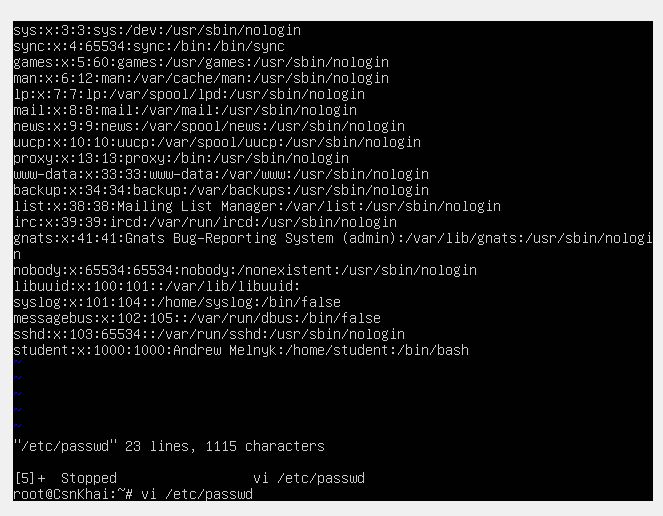 sys:x:3:3:sys:/dev:/usr/sbin/nologin
sync:x:4:65534:sync:/bin:/bin/sync
games:x:5:60:games:/usr/games:/usr/sbin/nologin
man:x:6:12:man:/var/cache/man:/usr/sbin/nologin
lp:x:7:7:lp:/var/spool/lpd:/usr/sbin/nologin
mail:x:8:8:mail:/var/mail:/usr/sbin/nologin
news:x:9:9:news:/var/spool/news:/usr/sbin/nologin
uucp:x:10:10:uucp:/var/spool/uucp:/usr/sbin/nologin
proxy:x:13:13:proxy:/bin:/usr/sbin/nologin
www-data:x:33:33:www-data:/var/www:/usr/sbin/nologin
backup:x:34:34:backup:/var/backups:/usr/sbin/nologin
list:x:38:38:Mailing List Manager:/var/list:/usr/sbin/nologin
irc:x:39:39:ircd:/var/run/ircd:/usr/sbin/nologin
gnats:x:41:41:Gnats Bug-Reporting System (admin):/var/lib/gnats:/usr/sbin/nologi
n
nobody:x:65534:65534:nobody:/nonexistent:/usr/sbin/nologin
libuuid:x:100:101::/var/lib/libuuid:
syslog:x:101:104::/home/syslog:/bin/false
messagebus:x:102:105::/var/run/dbus:/bin/false
sshd:x:103:65534::/var/run/sshd:/usr/sbin/nologin
student:x:1000:1000:Andrew Melnyk:/home/student:/bin/bash
~
~
~
~
~
"/etc/passwd" 23 lines, 1115 characters
[5]+  Stopped                 vi /etc/passwd
root@CsnKhai:~# vi /etc/passwd